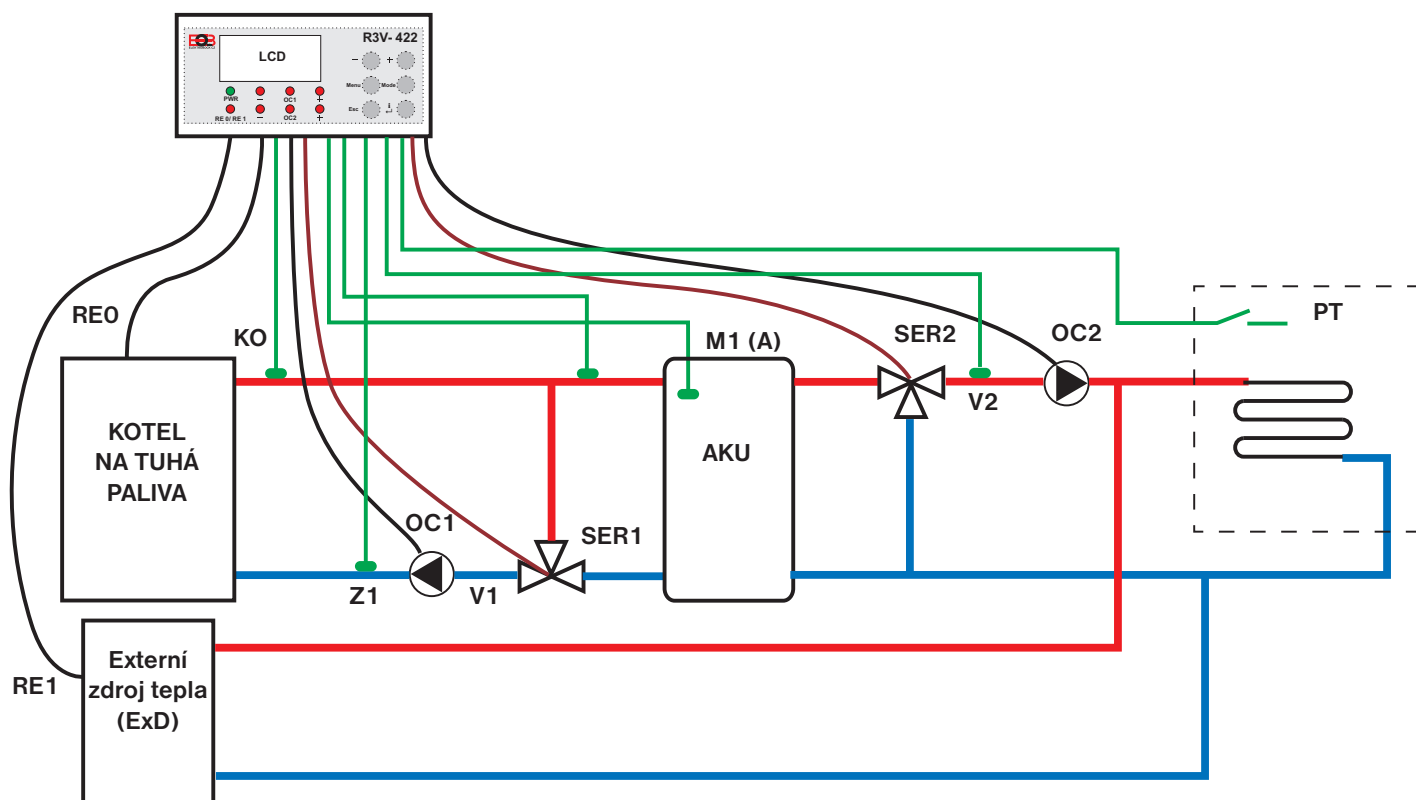 EOB
R3V- 422
LCD
−
+
Menu
Mode
Esc
i
PWR
−
OC1
+
RE 0/ RE 1
−
OC2
+
RE0
KO
M1 (A)
SER2
OC2
PT
V2
KOTEL
NA TUHÁ
PALIVA
AKU
OC1
SER1
Z1
V1
Externí
zdroj tepla
(ExD)
RE1